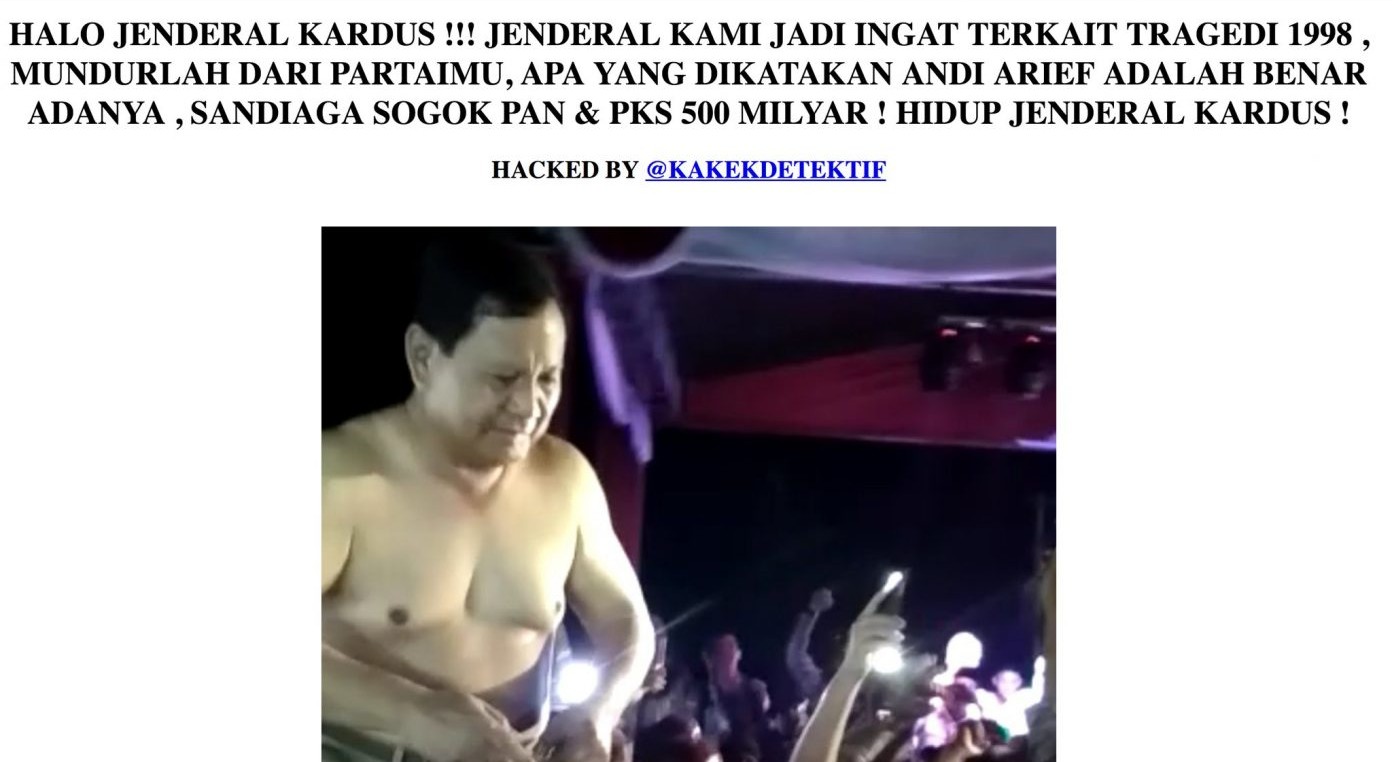 HALO JENDERAL KARDUS !!! JENDERAL KAMI JADI INGAT TERKAIT TRAGEDI 1998 ,
MUNDURLAH DARI PARTAIMU, APA YANG DIKATAKAN ANDI ARIEF ADALAH BENAR
ADANYA , SANDIAGA SOGOK PAN & PKS 500 MILYAR ! HIDUP JENDERAL KARDUS !
HACKED BY @KAKEKDETEKTIF